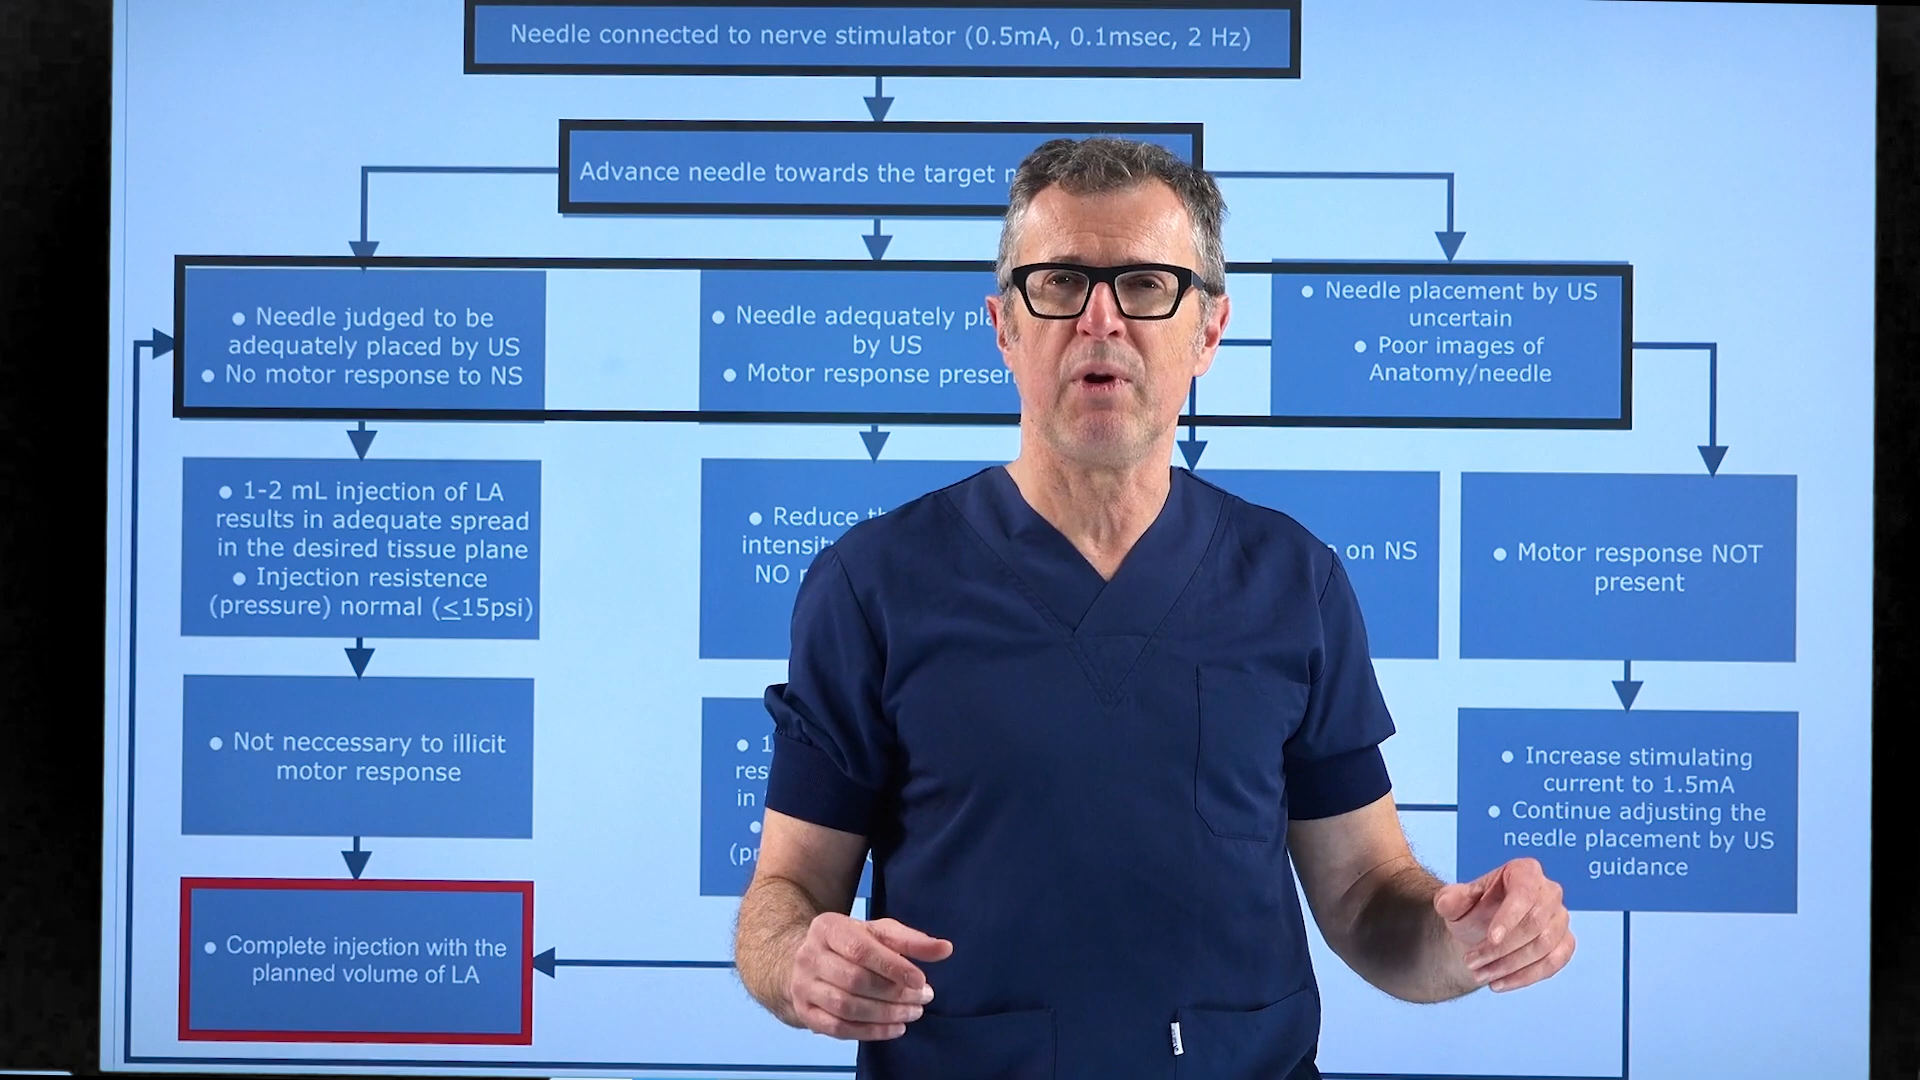 Needle connected to nerve stimulator (0.5mA, 0.1msec, 2 Hz)
Advance needle towards the target
● Needle judged to be
adequately placed by US
● No motor response to NS
● Needle adequately
by US
● Motor response
● Needle placement by US
uncertain
● Poor images of
Anatomy/needle
● 1-2 mL injection of LA
results in adequate spread
in the desired tissue plane
● Injection resistence
(pressure) normal (≤15psi)
● Reduce
NO
on NS
● Motor response NOT
present
● Not neccessary to illicit
motor response
in
● Increase stimulating
current to 1.5mA
● Continue adjusting the
needle placement by US
guidance
● Complete injection with the
planned volume of LA